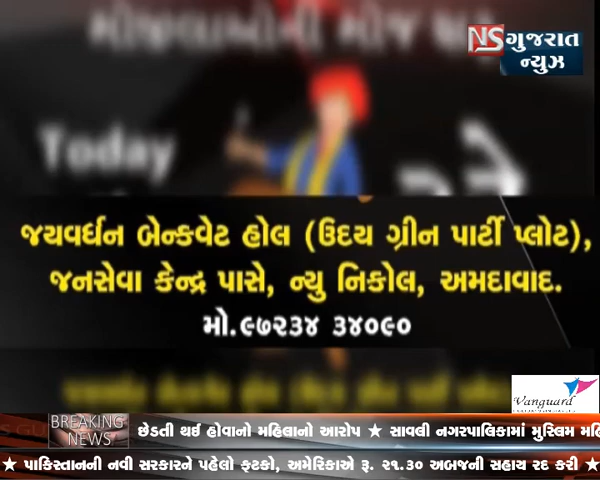 NS ગુજરાત
ન્યુઝ
Today
જયવર્ધન બેન્કવેટ હોલ (ઉદય ગ્રીન પાર્ટી પ્લોટ),
જનસેવા કેન્દ્ર પાસે, ન્યુ નિકોલ, અમદાવાદ.
મો.૯૭૨૩૪ ૩૪૦૯૦
Vanguard
BREAKING
NEWS
છેડતી થઈ હોવાનો મહિલાનો આરોપ ★ સાવલી નગરપાલિકામાં મુસ્લિમ મહિ
★ પાકિસ્તાનની નવી સરકારને પહેલો ફટકો, અમેરિકાએ રૂ. ૨૧.૩૦ અબજની સહાય રદ કરી ★